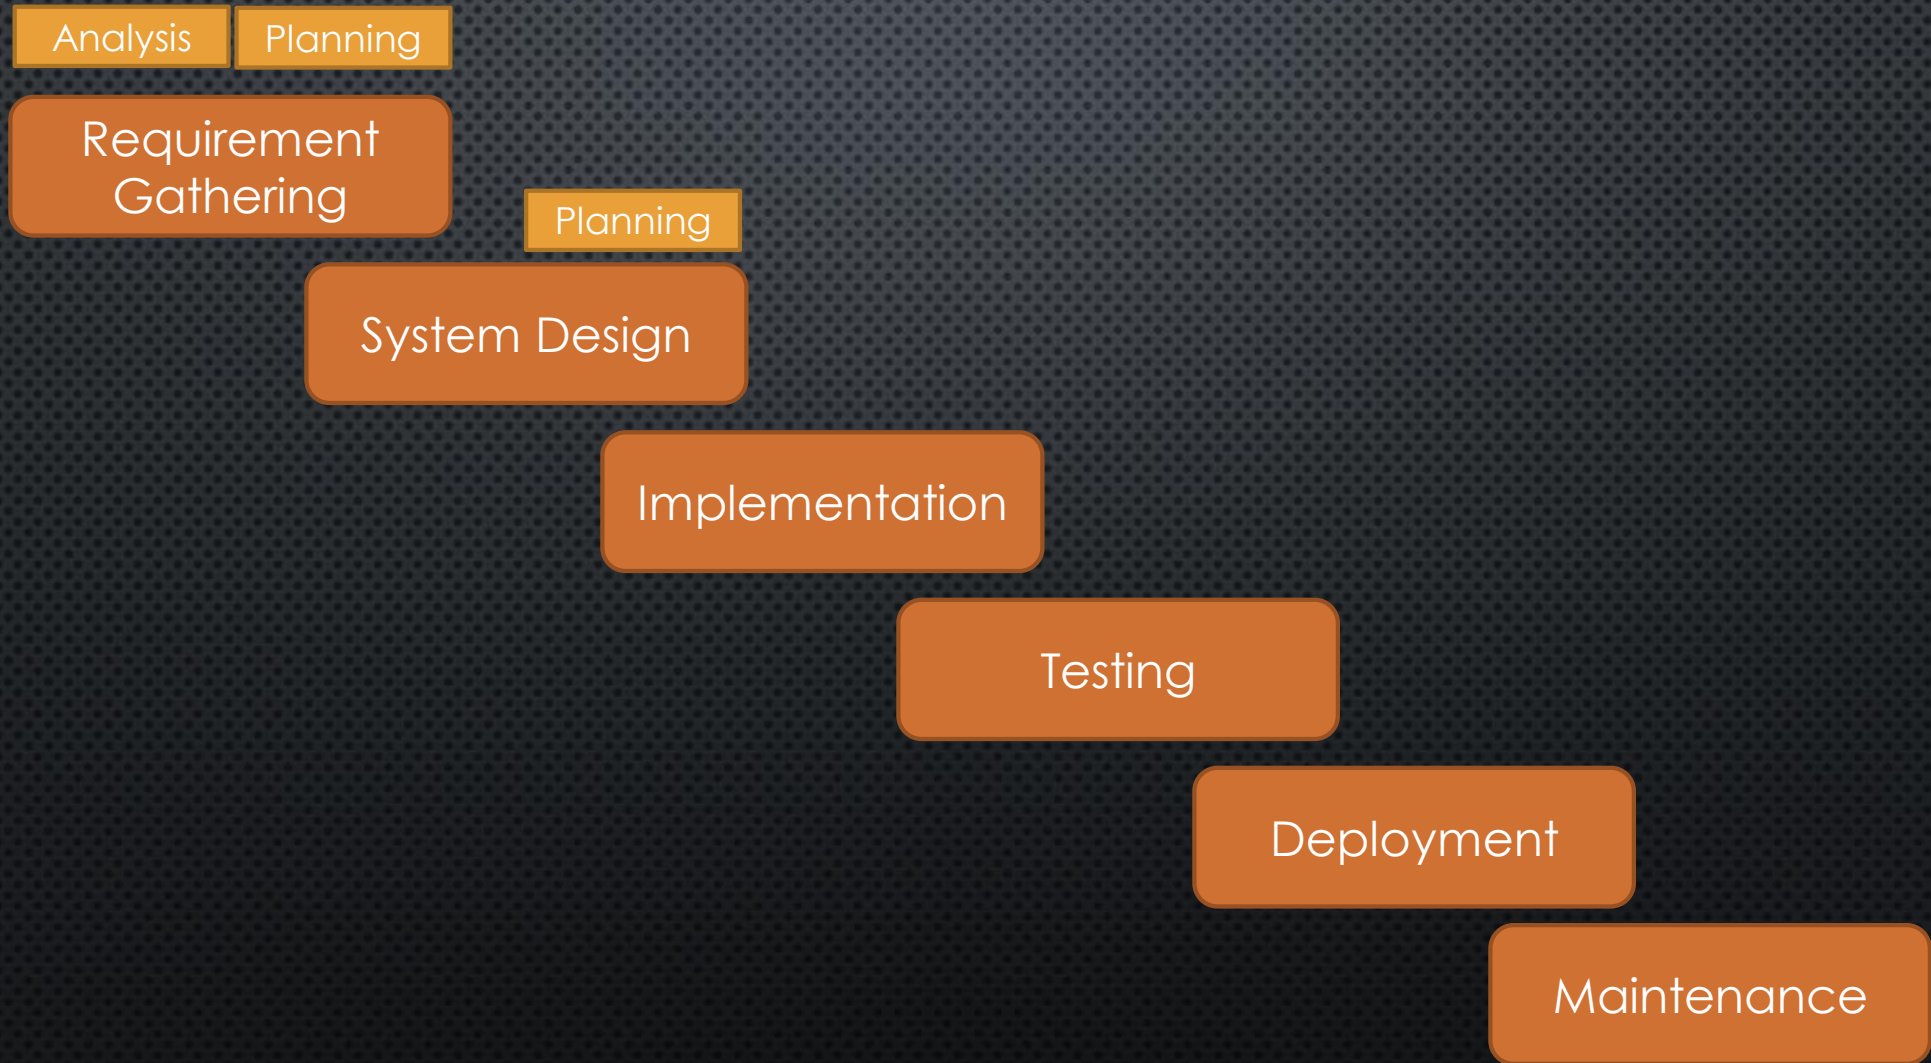 Analysis
Planning
Requirement
Gathering
Planning
System Design
Implementation
Testing
Deployment
Maintenance